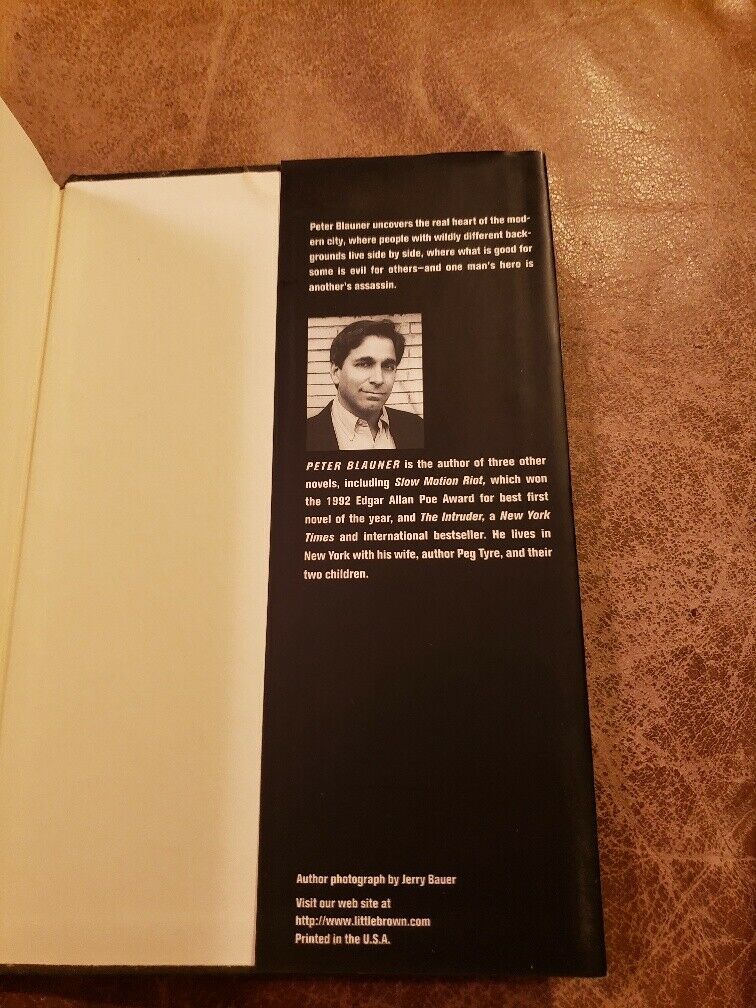 Peter Blauner uncovers the real heart of the mod-
ern city, where people with wildly different back-
grounds live side by side, where what is good for
some is evil for others—and one man's hero is
another's assassin.
PETER BLAUNER is the author of three other
novels, including Slow Motion Riot, which won
the 1992 Edgar Allan Poe Award for best first
novel of the year, and The Intruder, a New York
Times and international bestseller. He lives in
New York with his wife, author Peg Tyre, and their
two children.
Author photograph by Jerry Bauer
Visit our web site at
http://www.littlebrown.com
Printed in the U.S.A.